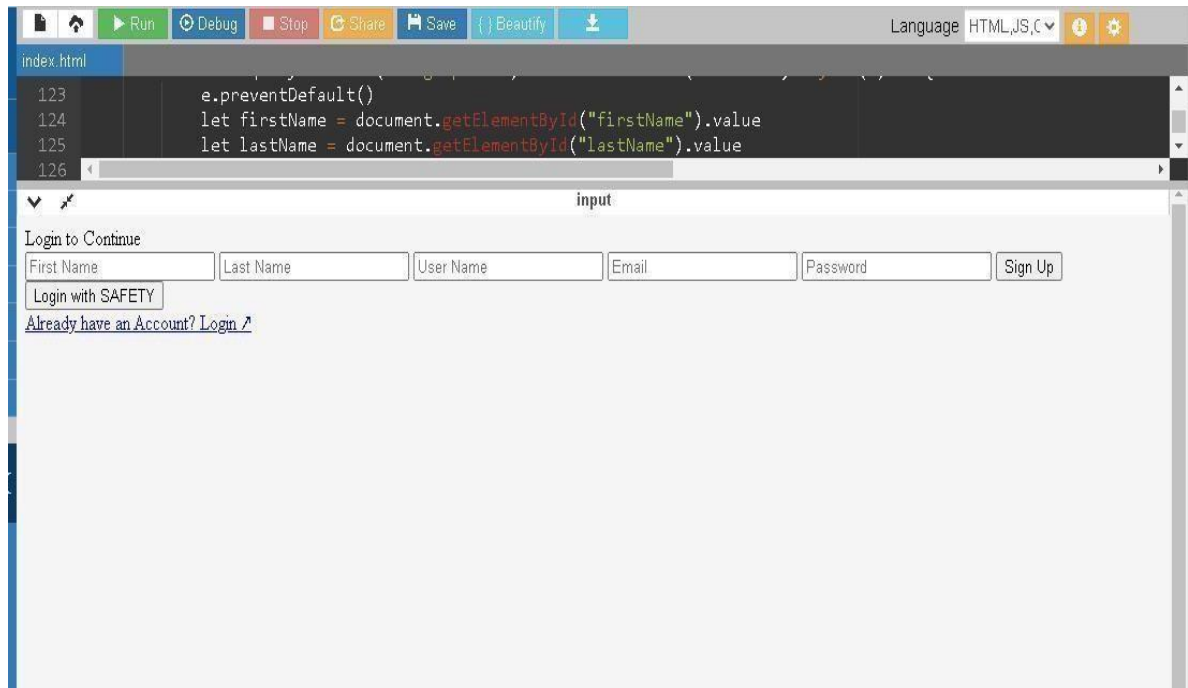 Run Debug Stop Share Save { } Beautify Language HTML,JS,C
index.html
123 e.preventDefault()
124 let firstName = document.getElementById("firstName").value
125 let lastName = document.getElementById("lastName").value
126
input
Login to Continue
First Name Last Name User Name Email Password Sign Up
Login with SAFETY
Already have an Account? Login ↗